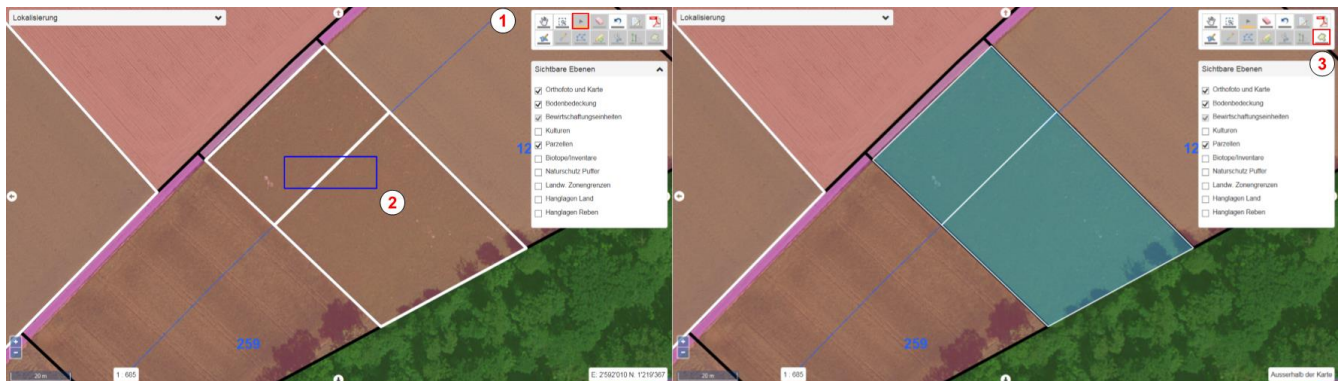 Lokalisierung
1
Sichtbare Ebenen
Orthofoto und Karte
Bodenbedeckung
Bewirtschaftungseinheiten
Kulturen
Parzellen
Biotope/Inventare
Naturschutz Puffer
Landw. Zonengrenzen
Hanglagen Land
Hanglagen Reben
12
2
259
20 m
1 : 685
E: 2'592'010 N: 1'219'367
Lokalisierung
3
Sichtbare Ebenen
Orthofoto und Karte
Bodenbedeckung
Bewirtschaftungseinheiten
Kulturen
Parzellen
Biotope/Inventare
Naturschutz Puffer
Landw. Zonengrenzen
Hanglagen Land
Hanglagen Reben
12
259
20 m
1 : 685
Ausserhalb der Karte